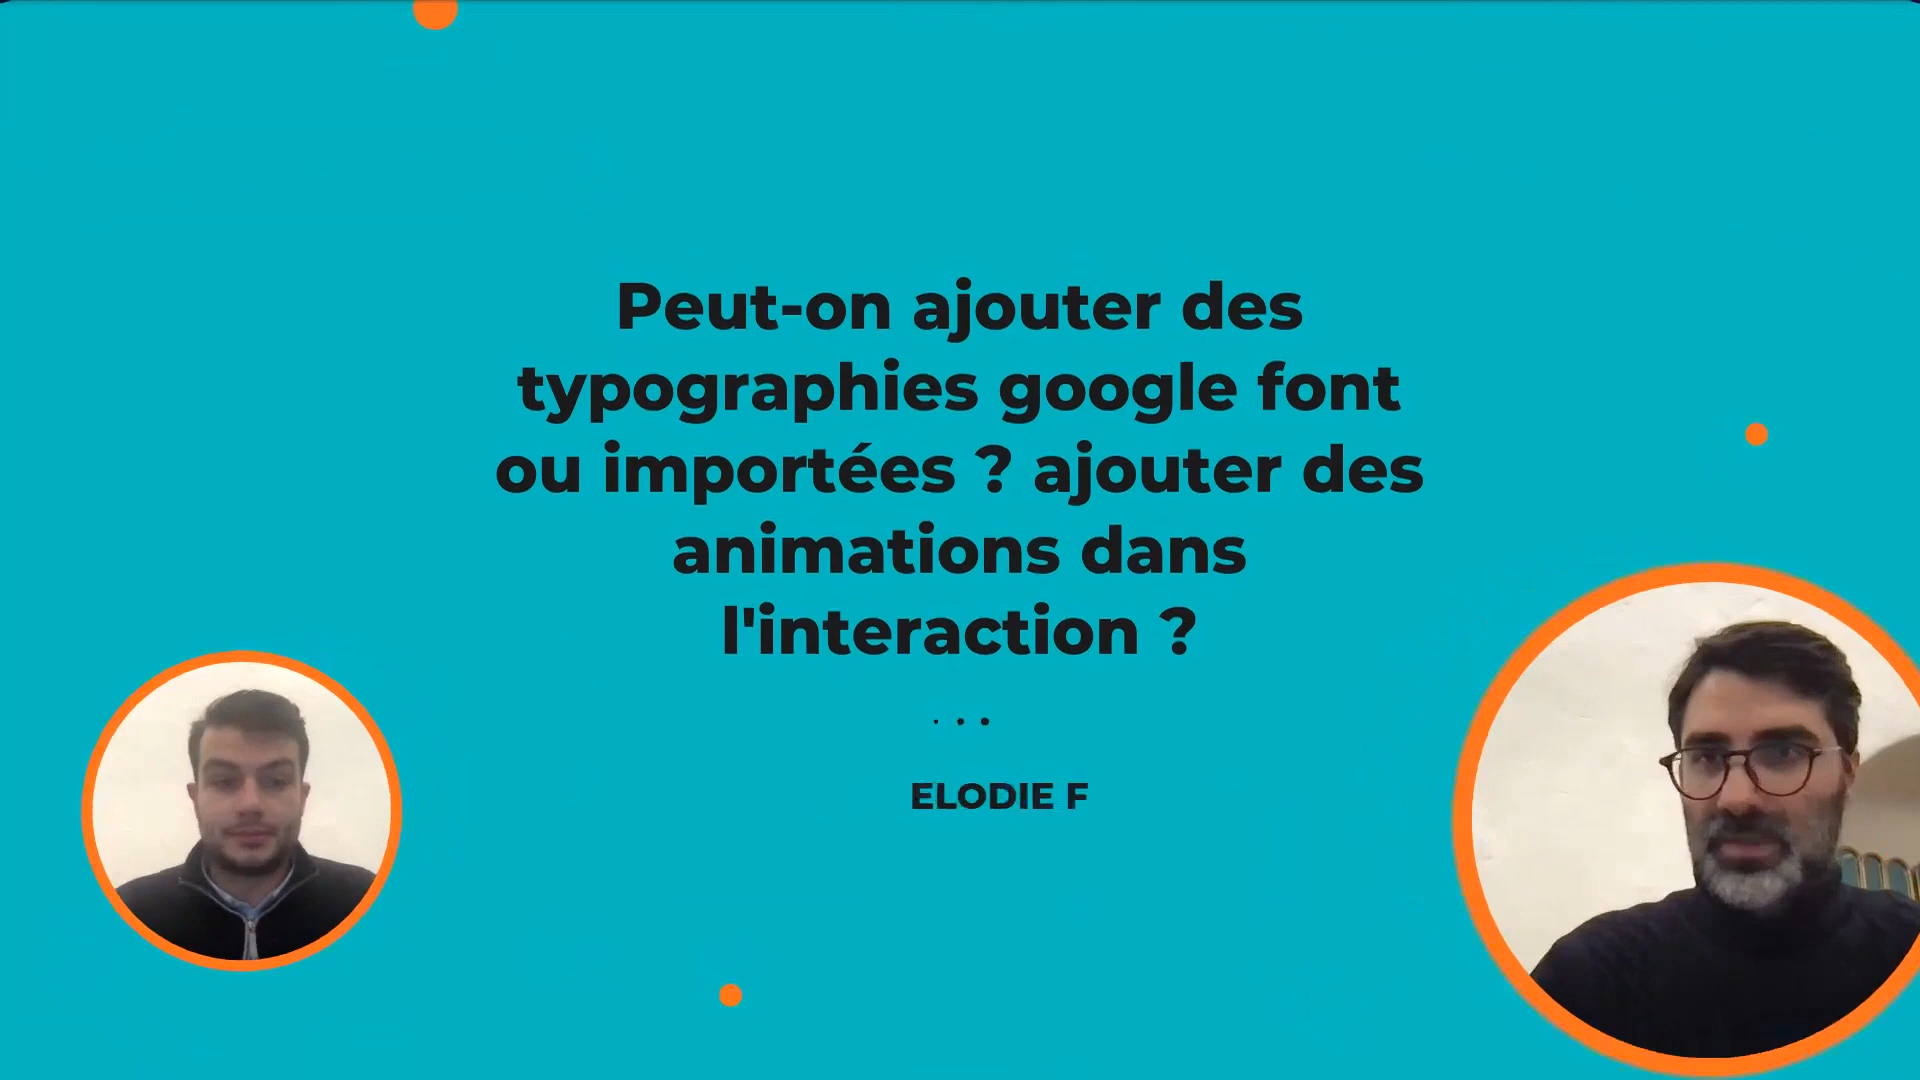 Peut-on ajouter des
typographies google font
ou importées ? ajouter des
animations dans
l'interaction ?
...
ELODIE F